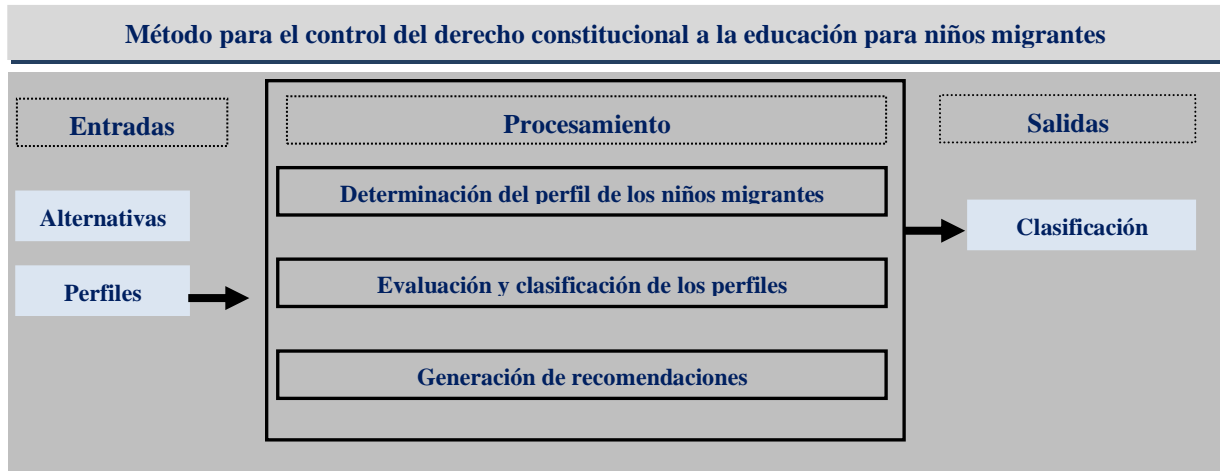 Método para el control del derecho constitucional a la educación para niños migrantes
Entradas
Alternativas
Perfiles
Procesamiento
Determinación del perfil de los niños migrantes
Evaluación y clasificación de los perfiles
Generación de recomendaciones
Salidas
Clasificación